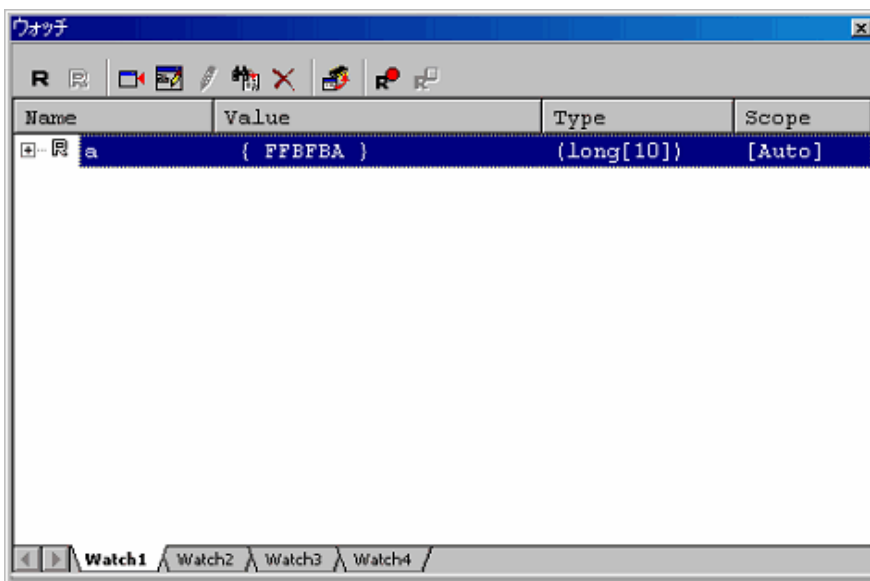 ウォッチ
Name Value Type Scope
a { FFBFBA } (long[10]) [Auto]
Watch1 Watch2 Watch3 Watch4